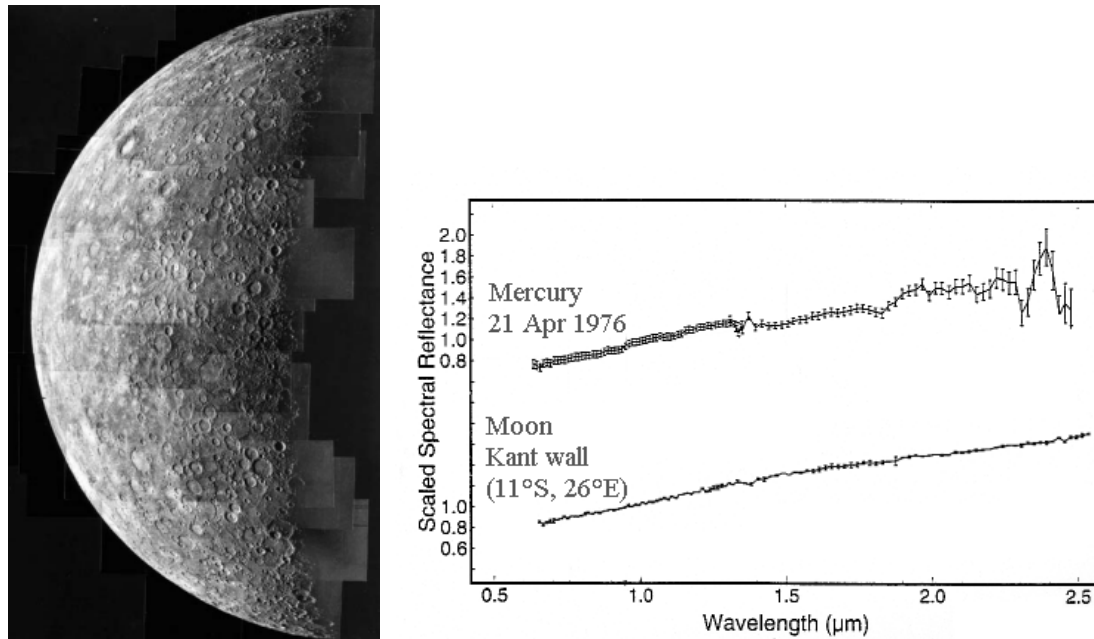 2.0
1.8
1.6
1.4
1.2
1.0
0.8
1.0
0.8
0.6
Scaled Spectral Reflectance
Mercury
21 Apr 1976
Moon
Kant wall
(11°S, 26°E)
0.5 1.0 1.5 2.0 2.5
Wavelength (μm)